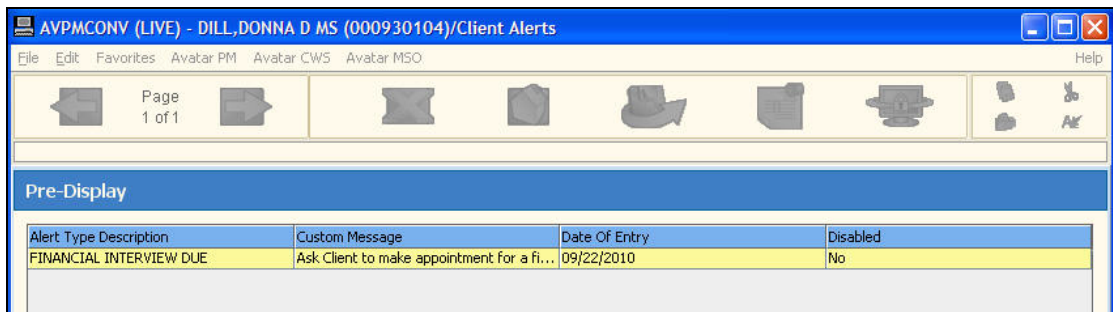 AVPMCONV (LIVE) - DILL,DONNA D MS (000930104)/Client Alerts
File Edit Favorites Avatar PM Avatar CWS Avatar MSO Help
Page
1 of 1
Pre-Display
Alert Type Description Custom Message Date Of Entry Disabled
FINANCIAL INTERVIEW DUE Ask Client to make appointment for a fi... 09/22/2010 No